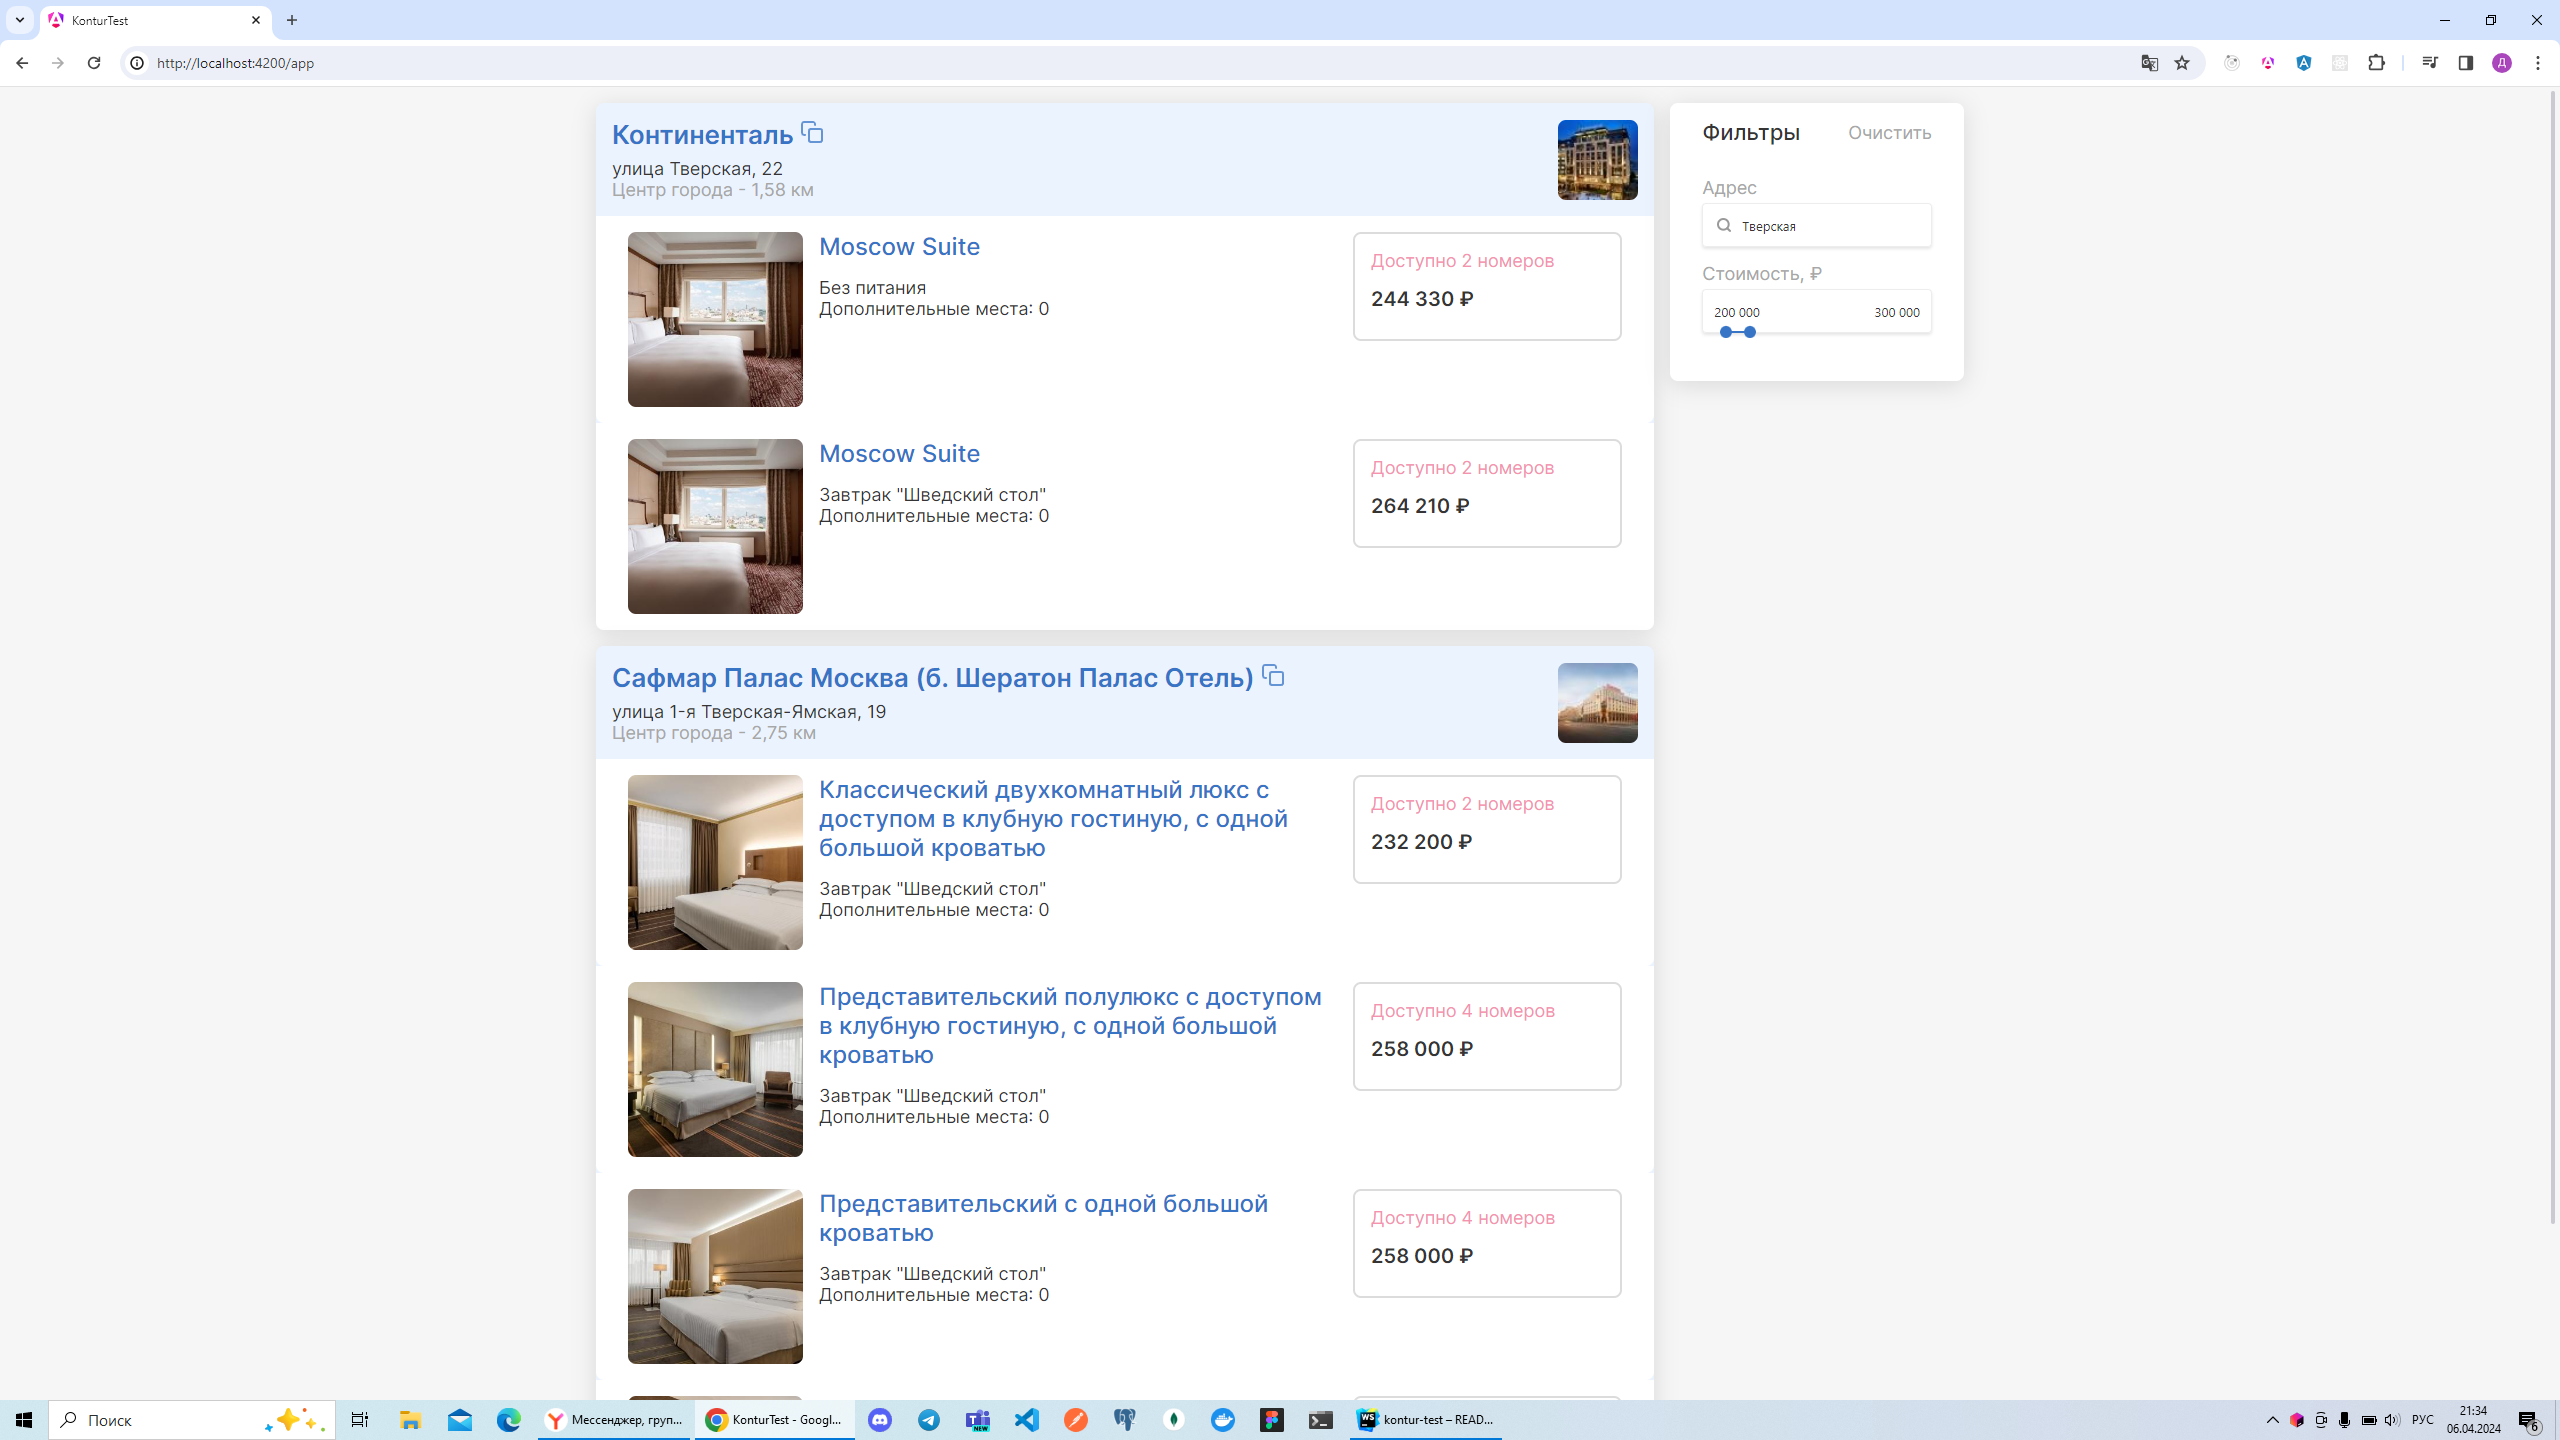 KonturTest
http://localhost:4200/app
Д
Континенталь
улица Тверская, 22
Центр города - 1,58 км
Moscow Suite
Без питания
Дополнительные места: 0
Доступно 2 номеров
244 330 ₽
Moscow Suite
Завтрак "Шведский стол"
Дополнительные места: 0
Доступно 2 номеров
264 210 ₽
Сафмар Палас Москва (б. Шератон Палас Отель)
улица 1-я Тверская-Ямская, 19
Центр города - 2,75 км
Классический двухкомнатный люкс с
доступом в клубную гостиную, с одной
большой кроватью
Завтрак "Шведский стол"
Дополнительные места: 0
Доступно 2 номеров
232 200 ₽
Представительский полулюкс с доступом
в клубную гостиную, с одной большой
кроватью
Завтрак "Шведский стол"
Дополнительные места: 0
Доступно 4 номеров
258 000 ₽
Представительский с одной большой
кроватью
Завтрак "Шведский стол"
Дополнительные места: 0
Доступно 4 номеров
258 000 ₽
Фильтры
Очистить
Адрес
Тверская
Стоимость, ₽
200 000 300 000
Поиск
Мессенджер, груп...
KonturTest - Googl...
NEW
WS
kontur-test – READ...
РУС
21:34
06.04.2024
6